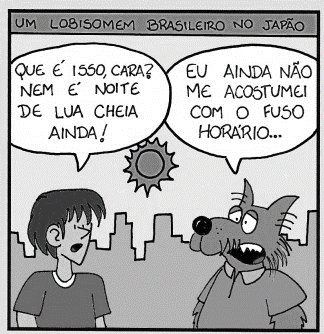 UM LOBISOMEM BRASILEIRO NO JAPÃO
QUE É ISSO, CARA?
NEM É NOITE
DE LUA CHEIA
AINDA!
EU AINDA NÃO
ME ACOSTUMEI
COM O FUSO
HORÁRIO...